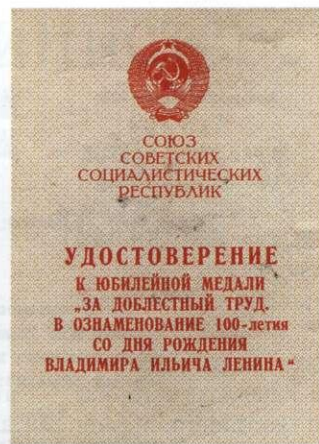 СОЮЗ
СОВЕТСКИХ
СОЦИАЛИСТИЧЕСКИХ
РЕСПУБЛИК
УДОСТОВЕРЕНИЕ
К ЮБИЛЕЙНОЙ МЕДАЛИ
„ЗА ДОБЛЕСТНЫЙ ТРУД.
В ОЗНАМЕНОВАНИЕ 100-летия
СО ДНЯ РОЖДЕНИЯ
ВЛАДИМИРА ИЛЬИЧА ЛЕНИНА“